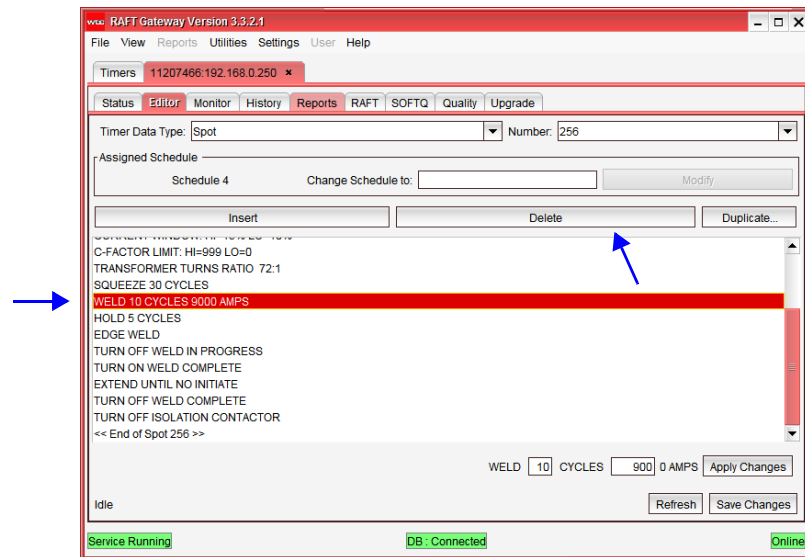 WTC RAFT Gateway Version 3.3.2.1
File View Reports Utilities Settings User Help
Timers 11207466:192.168.0.250 ×
Status Editor Monitor History Reports RAFT SOFTQ Quality Upgrade
Timer Data Type: Spot Number: 256
Assigned Schedule
Schedule 4 Change Schedule to: Modify
Insert Delete Duplicate...
C-FACTOR LIMIT: HI=999 LO=0
TRANSFORMER TURNS RATIO 72:1
SQUEEZE 30 CYCLES
WELD 10 CYCLES 9000 AMPS
HOLD 5 CYCLES
EDGE WELD
TURN OFF WELD IN PROGRESS
TURN ON WELD COMPLETE
EXTEND UNTIL NO INITIATE
TURN OFF WELD COMPLETE
TURN OFF ISOLATION CONTACTOR
<< End of Spot 256 >>
WELD 10 CYCLES 900 0 AMPS Apply Changes
Idle Refresh Save Changes
Service Running DB : Connected Online